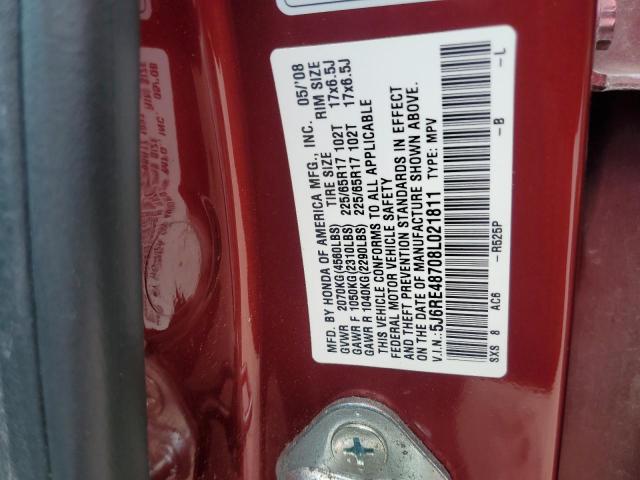 MFD. BY HONDA OF AMERICA MFG., INC. 05/'08
GVWR 2070KG(4580LBS) TIRE SIZE RIM SIZE
GAWR F 1050KG(2310LBS) 225/65R17 102T 17x6.5J
GAWR R 1040KG(2290LBS) 225/65R17 102T 17x6.5J
THIS VEHICLE CONFORMS TO ALL APPLICABLE
FEDERAL MOTOR VEHICLE SAFETY
AND THEFT PREVENTION STANDARDS IN EFFECT
ON THE DATE OF MANUFACTURE SHOWN ABOVE.
V.I.N.: 5J6RE48708L021811 TYPE: MPV
SXS 8 AC6 -R525P -B -L